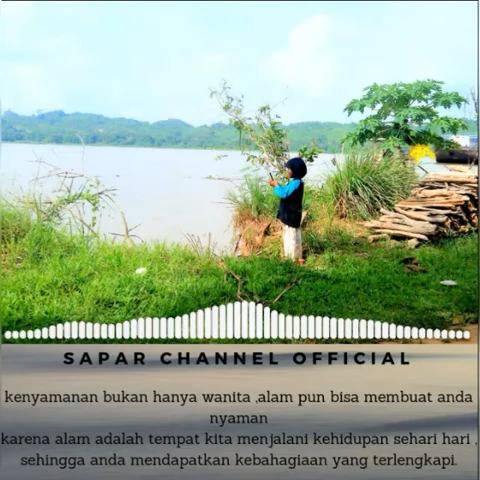 SAPAR CHANNEL OFFICIAL
kenyamanan bukan hanya wanita ,alam pun bisa membuat anda
nyaman
karena alam adalah tempat kita menjalani kehidupan sehari hari ,
sehingga anda mendapatkan kebahagiaan yang terlengkapi.